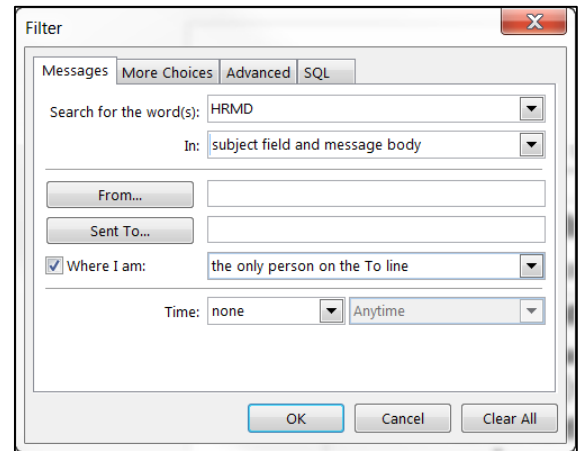 Filter
Messages More Choices Advanced SQL
Search for the word(s): HRMD
In: subject field and message body
From...
Sent To...
Where I am: the only person on the To line
Time: none Anytime
OK Cancel Clear All